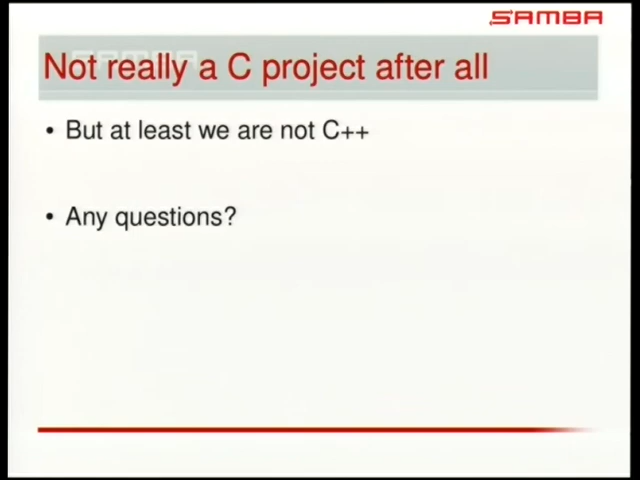 SAMBA
Not really a C project after all
• But at least we are not C++
• Any questions?